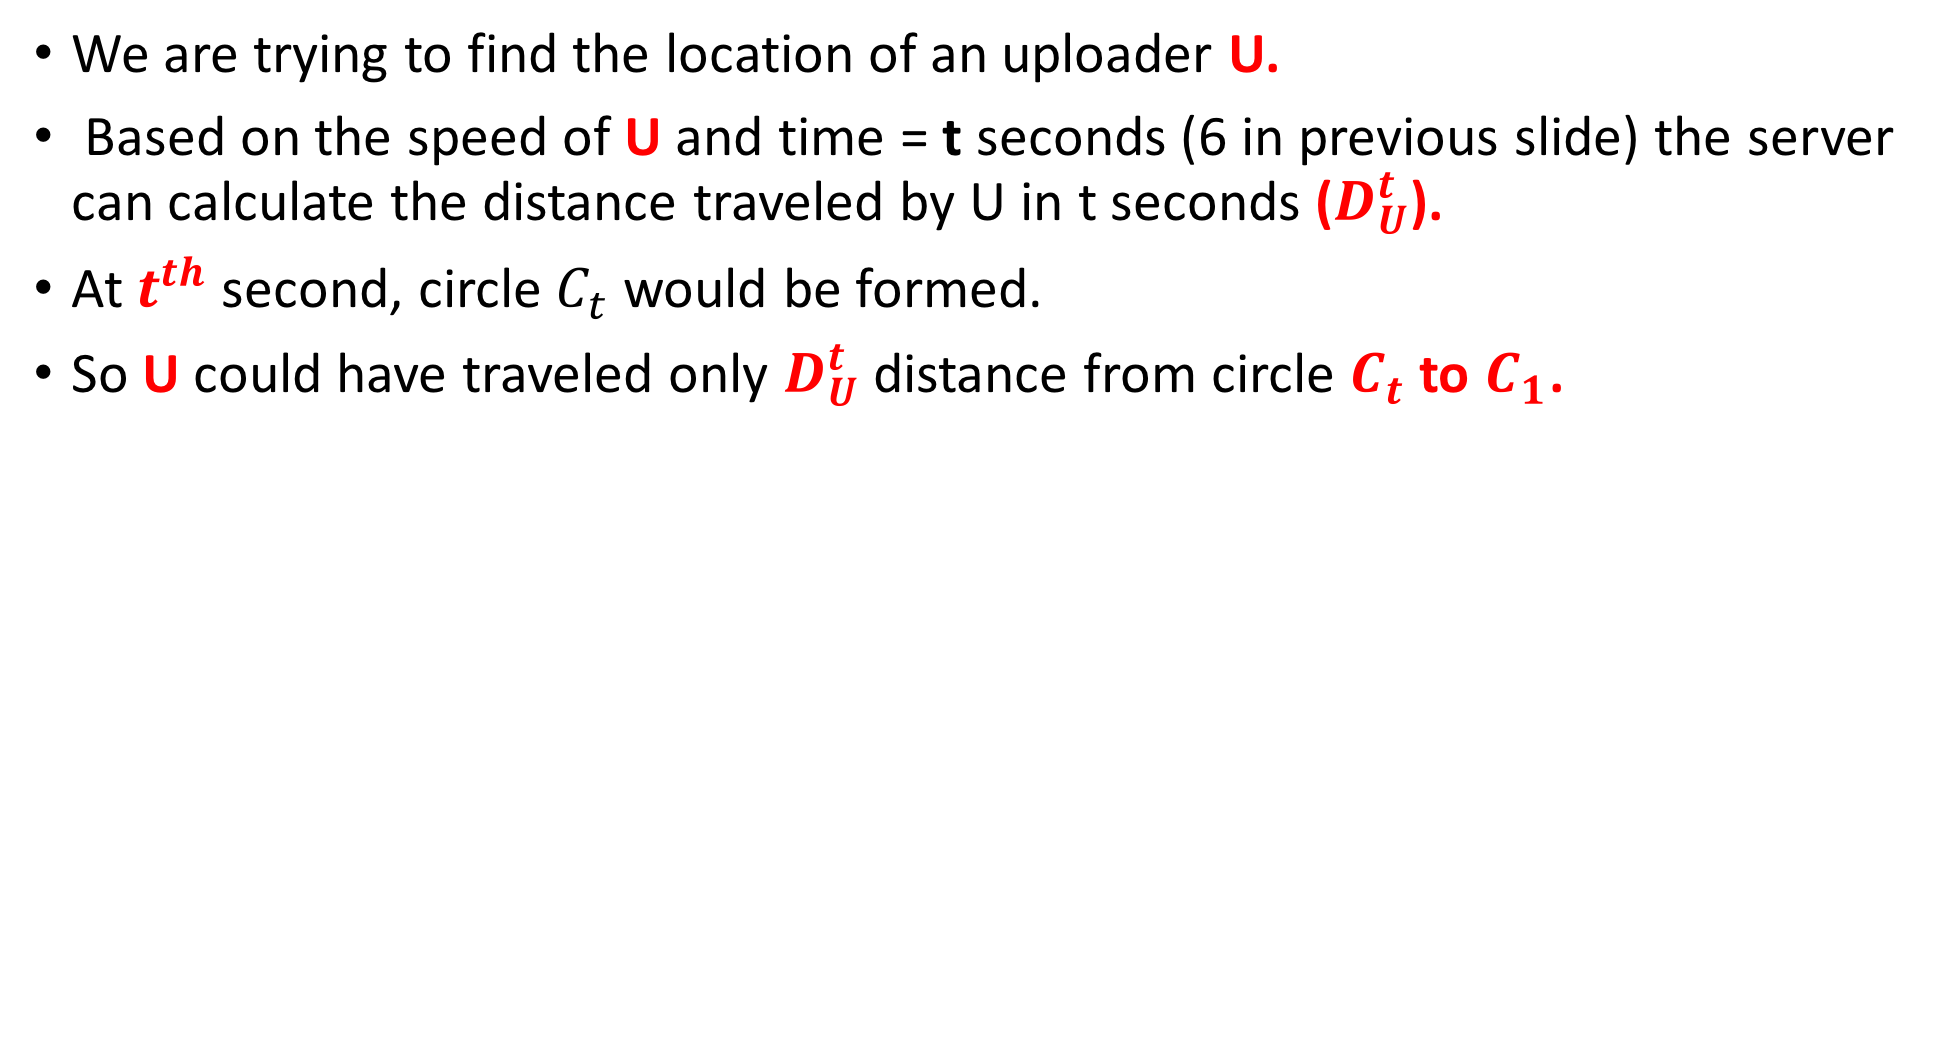 • We are trying to find the location of an uploader U.
• Based on the speed of U and time = t seconds (6 in previous slide) the server
can calculate the distance traveled by U in t seconds (D_U^t).
• At t^th second, circle C_t would be formed.
• So U could have traveled only D_U^t distance from circle C_t to C_1.